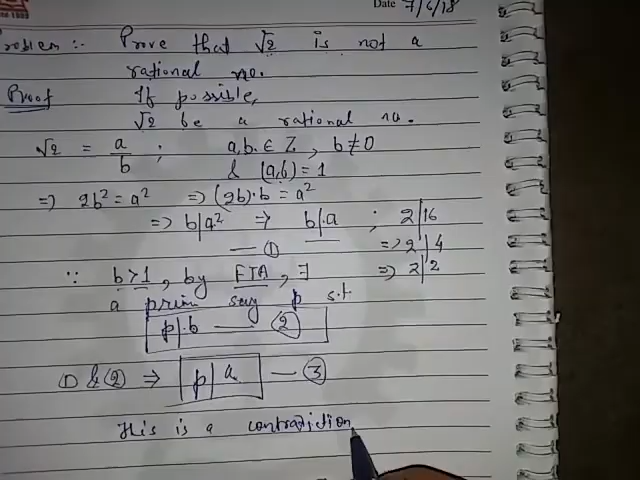 Date 7/6/18
Problem :- Prove that √2 is not a
rational no.
Proof If possible,
√2 be a rational no.
√2 = a/b ; a,b ∈ Z, b≠0
& (a,b) = 1
=> 2b² = a² => (2b)·b = a²
=> b|a² => b|a ; 2|16
— ① => 2|4
∵ b>1, by FTA, ∃ => 2|2
a prim say p s.t
p|b — ②
① & ② => p|a — ③
This is a contradiction